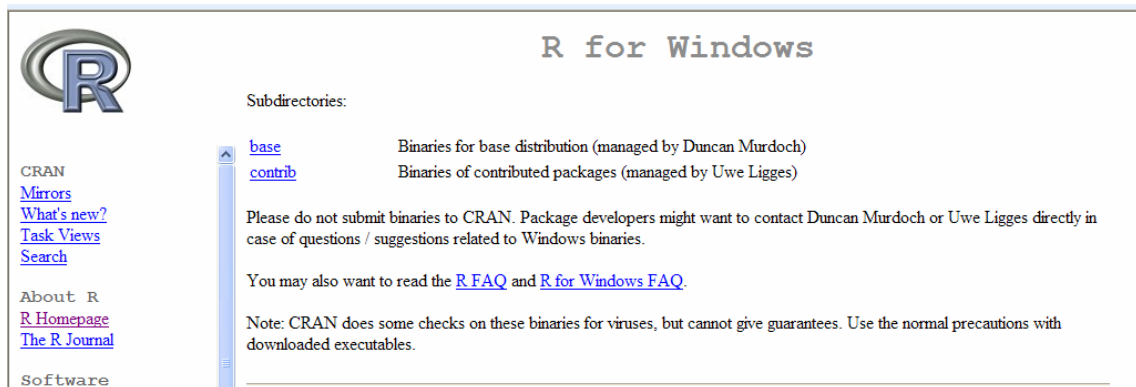 R
R for Windows
Subdirectories:
base Binaries for base distribution (managed by Duncan Murdoch)
contrib Binaries of contributed packages (managed by Uwe Ligges)
Please do not submit binaries to CRAN. Package developers might want to contact Duncan Murdoch or Uwe Ligges directly in
case of questions / suggestions related to Windows binaries.
You may also want to read the R FAQ and R for Windows FAQ.
Note: CRAN does some checks on these binaries for viruses, but cannot give guarantees. Use the normal precautions with
downloaded executables.
CRAN
Mirrors
What's new?
Task Views
Search
About R
R Homepage
The R Journal
Software